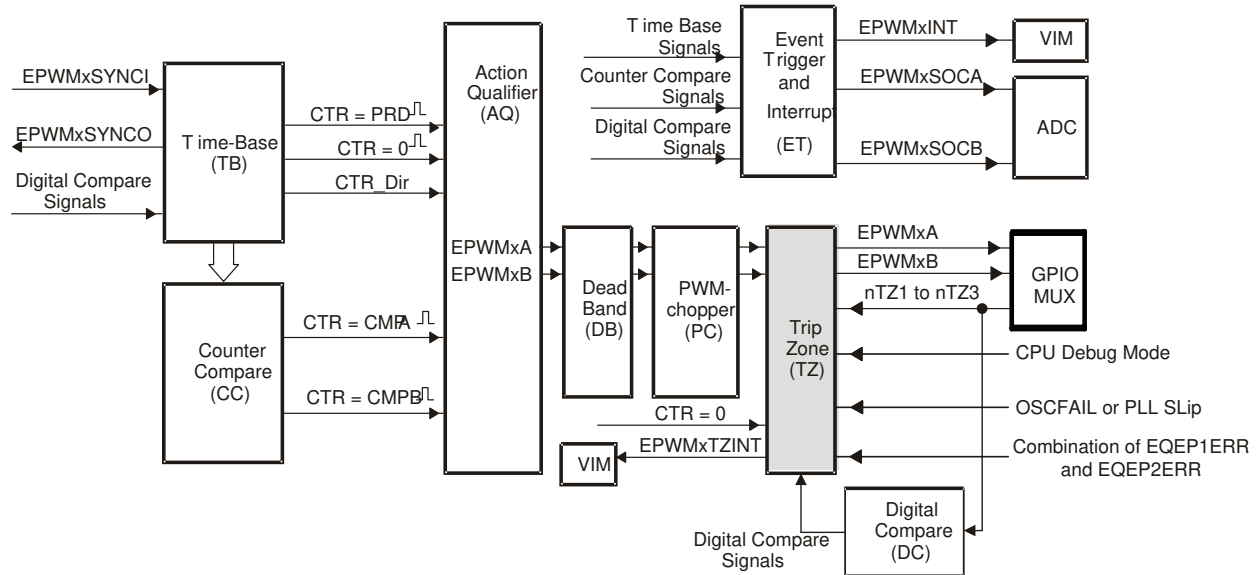 EPWMxSYNCI
EPWMxSYNCO
Digital Compare
Signals
Time-Base
(TB)
CTR = PRD
CTR = 0
CTR_Dir
Counter
Compare
(CC)
CTR = CMPA
CTR = CMPB
Action
Qualifier
(AQ)
EPWMxA
EPWMxB
Time Base
Signals
Counter Compare
Signals
Digital Compare
Signals
Event
Trigger
and
Interrupt
(ET)
EPWMxINT
EPWMxSOCA
EPWMxSOCB
VIM
ADC
Dead
Band
(DB)
PWM-
chopper
(PC)
Trip
Zone
(TZ)
EPWMxA
EPWMxB
nTZ1 to nTZ3
GPIO
MUX
CPU Debug Mode
OSCFAIL or PLL SLip
Combination of EQEP1ERR
and EQEP2ERR
CTR = 0
EPWMxTZINT
VIM
Digital Compare
Signals
Digital
Compare
(DC)